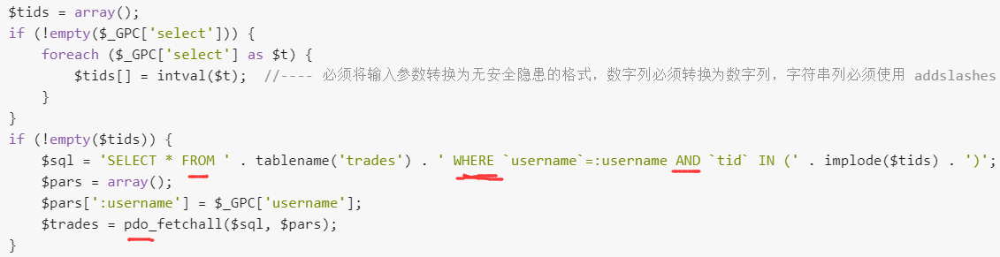 $tids = array();
if (!empty($_GPC['select'])) {
    foreach ($_GPC['select'] as $t) {
        $tids[] = intval($t);  //---- 必须将输入参数转换为无安全隐患的格式，数字列必须转换为数字列，字符串列必须使用 addslashes
    }
}
if (!empty($tids)) {
    $sql = 'SELECT * FROM ' . tablename('trades') . ' WHERE `username`=:username AND `tid` IN (' . implode($tids) . ')';
    $pars = array();
    $pars[':username'] = $_GPC['username'];
    $trades = pdo_fetchall($sql, $pars);
}